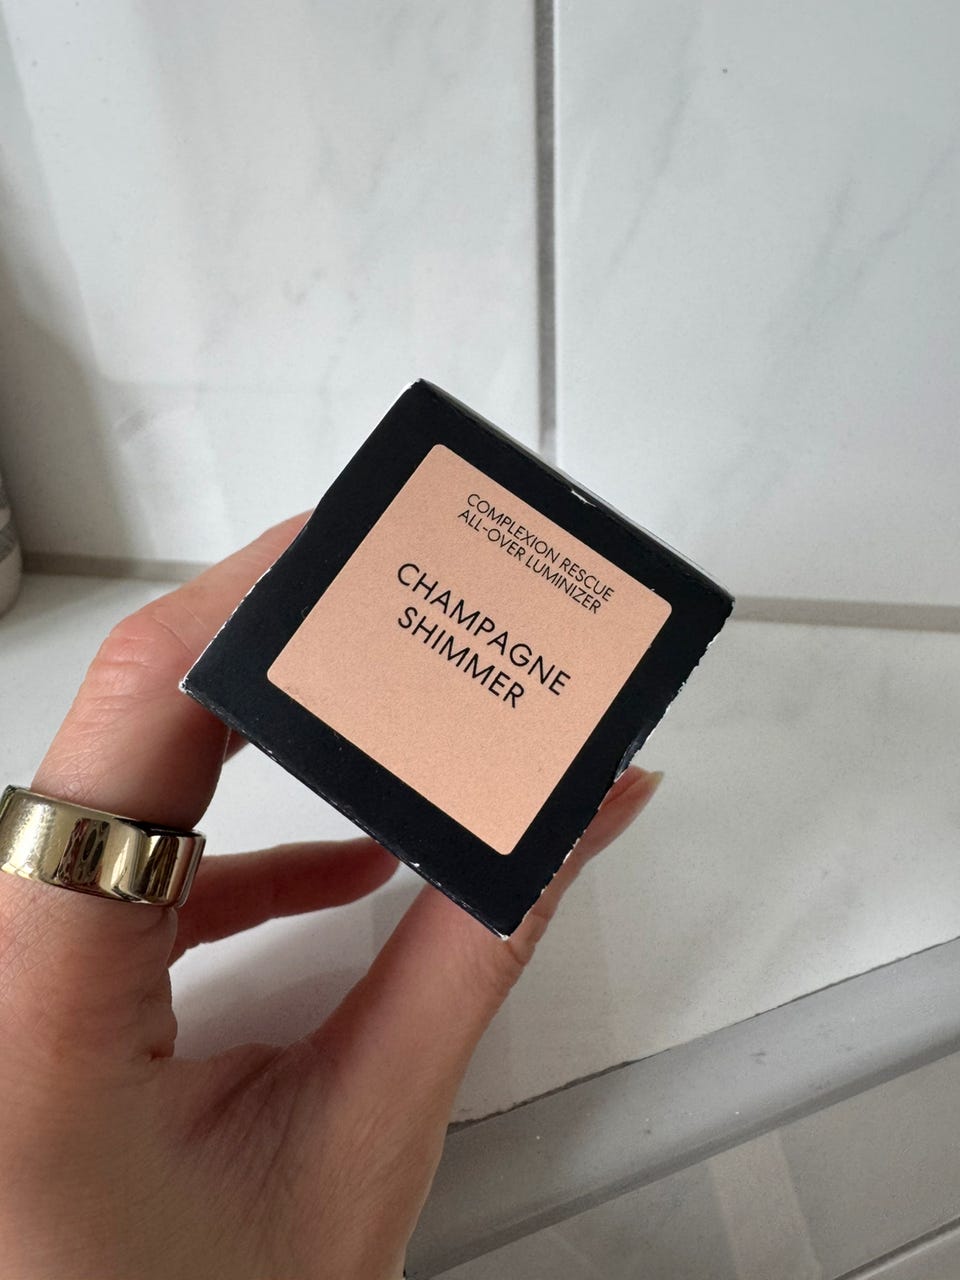 COMPLEXION RESCUE
ALL-OVER LUMINIZER
CHAMPAGNE
SHIMMER